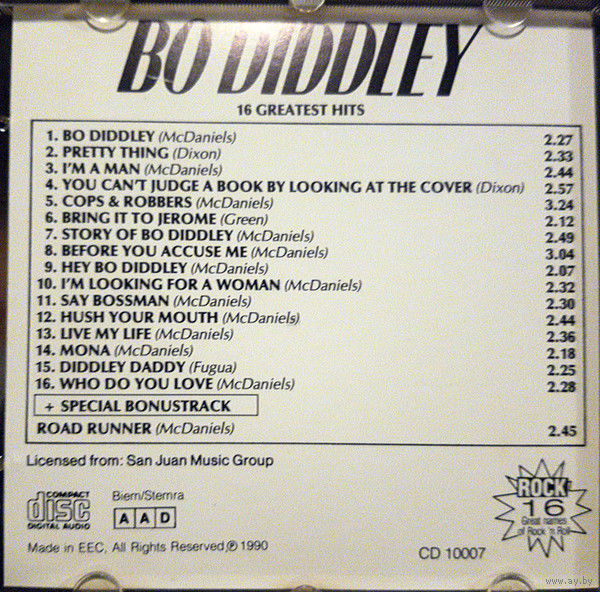 BO DIDDLEY
16 GREATEST HITS
1. BO DIDDLEY (McDaniels) 2.27
2. PRETTY THING (Dixon) 2.33
3. I'M A MAN (McDaniels) 2.44
4. YOU CAN'T JUDGE A BOOK BY LOOKING AT THE COVER (Dixon) 2.57
5. COPS & ROBBERS (McDaniels) 3.24
6. BRING IT TO JEROME (Green) 2.12
7. STORY OF BO DIDDLEY (McDaniels) 2.49
8. BEFORE YOU ACCUSE ME (McDaniels) 3.04
9. HEY BO DIDDLEY (McDaniels) 2.07
10. I'M LOOKING FOR A WOMAN (McDaniels) 2.32
11. SAY BOSSMAN (McDaniels) 2.30
12. HUSH YOUR MOUTH (McDaniels) 2.44
13. LIVE MY LIFE (McDaniels) 2.36
14. MONA (McDaniels) 2.18
15. DIDDLEY DADDY (Fugua) 2.25
16. WHO DO YOU LOVE (McDaniels) 2.28
+ SPECIAL BONUSTRACK
ROAD RUNNER (McDaniels) 2.45
Licensed from: San Juan Music Group
COMPACT
disc
DIGITAL AUDIO
Biem/Stemra
A A D
ROCK
16
Great names
of Rock 'n Roll
Made in EEC, All Rights Reserved ℗ 1990
CD 10007
www.ay.by